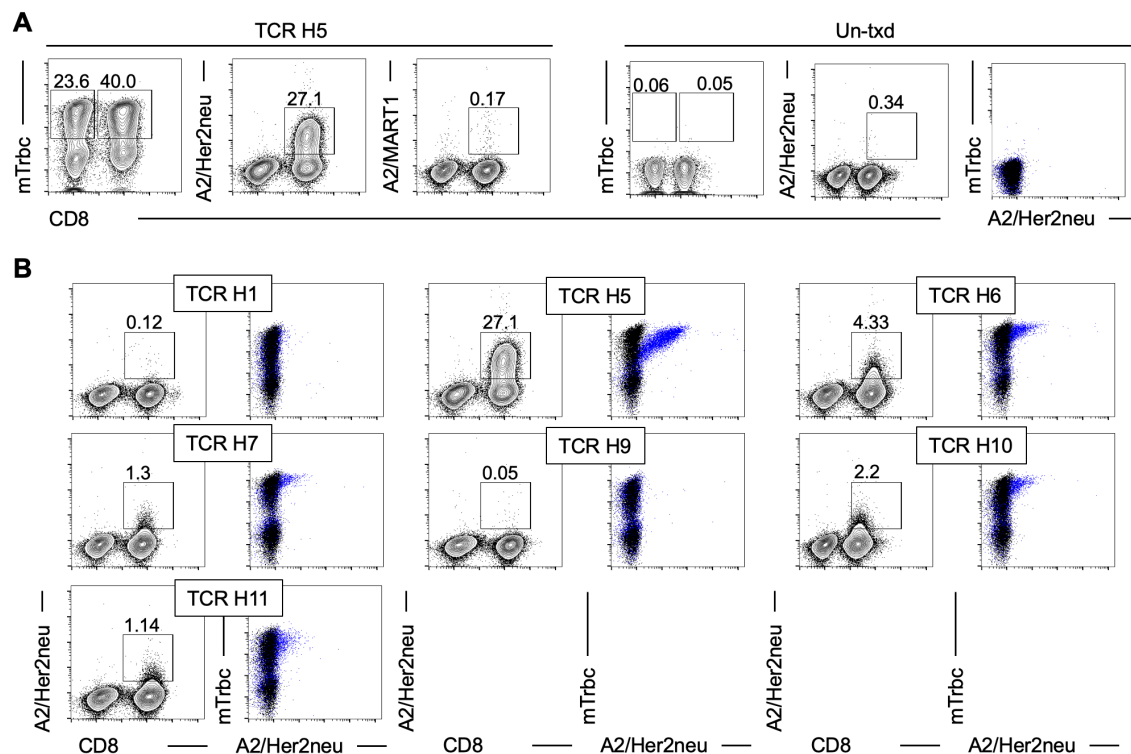 A
TCR H5
Un-txd
mTrbc
23.6 40.0
A2/Her2neu
27.1
A2/MART1
0.17
mTrbc
0.06 0.05
A2/Her2neu
0.34
mTrbc
CD8
A2/Her2neu
B
TCR H1
0.12
TCR H5
27.1
TCR H6
4.33
TCR H7
1.3
TCR H9
0.05
TCR H10
2.2
TCR H11
A2/Her2neu
1.14
mTrbc
A2/Her2neu
mTrbc
A2/Her2neu
mTrbc
CD8
A2/Her2neu
CD8
A2/Her2neu
CD8
A2/Her2neu